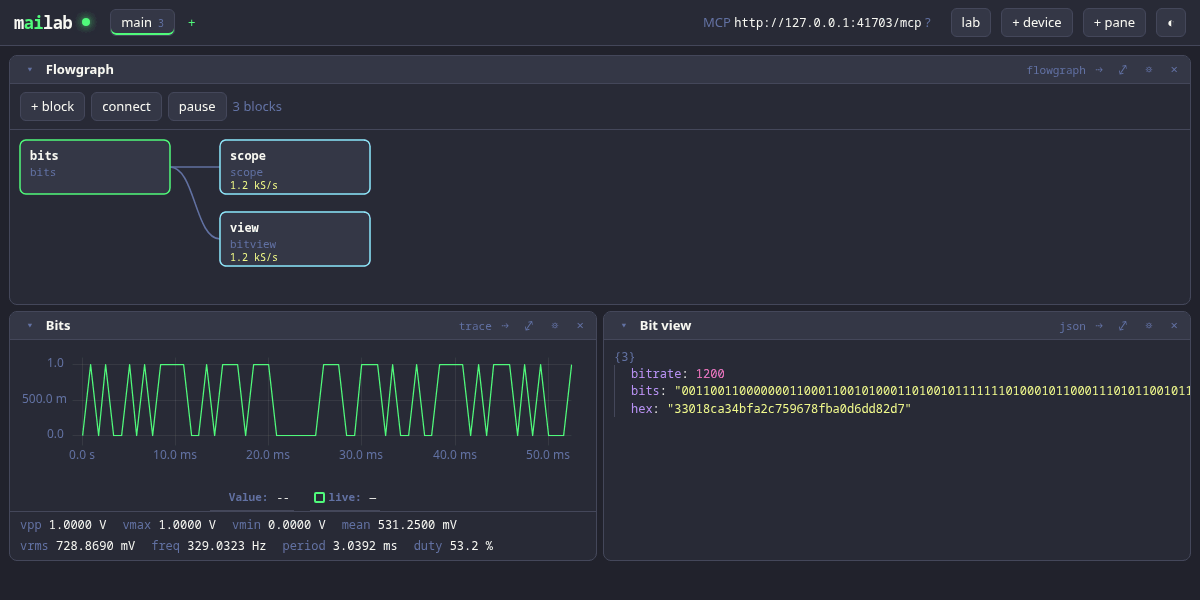 mailab main 3 + MCP http://127.0.0.1:41703/mcp ? lab + device + pane
Flowgraph flowgraph
+ block connect pause 3 blocks
bits
bits
scope
scope
1.2 kS/s
view
bitview
1.2 kS/s
Bits trace
1.0
500.0 m
0.0
0.0 s 10.0 ms 20.0 ms 30.0 ms 40.0 ms 50.0 ms
Value: -- live: —
vpp 1.0000 V vmax 1.0000 V vmin 0.0000 V mean 531.2500 mV
vrms 728.8690 mV freq 329.0323 Hz period 3.0392 ms duty 53.2 %
Bit view json
{3}
bitrate: 1200
hex: "33018ca34bfa2c759678fba0d6dd82d7"